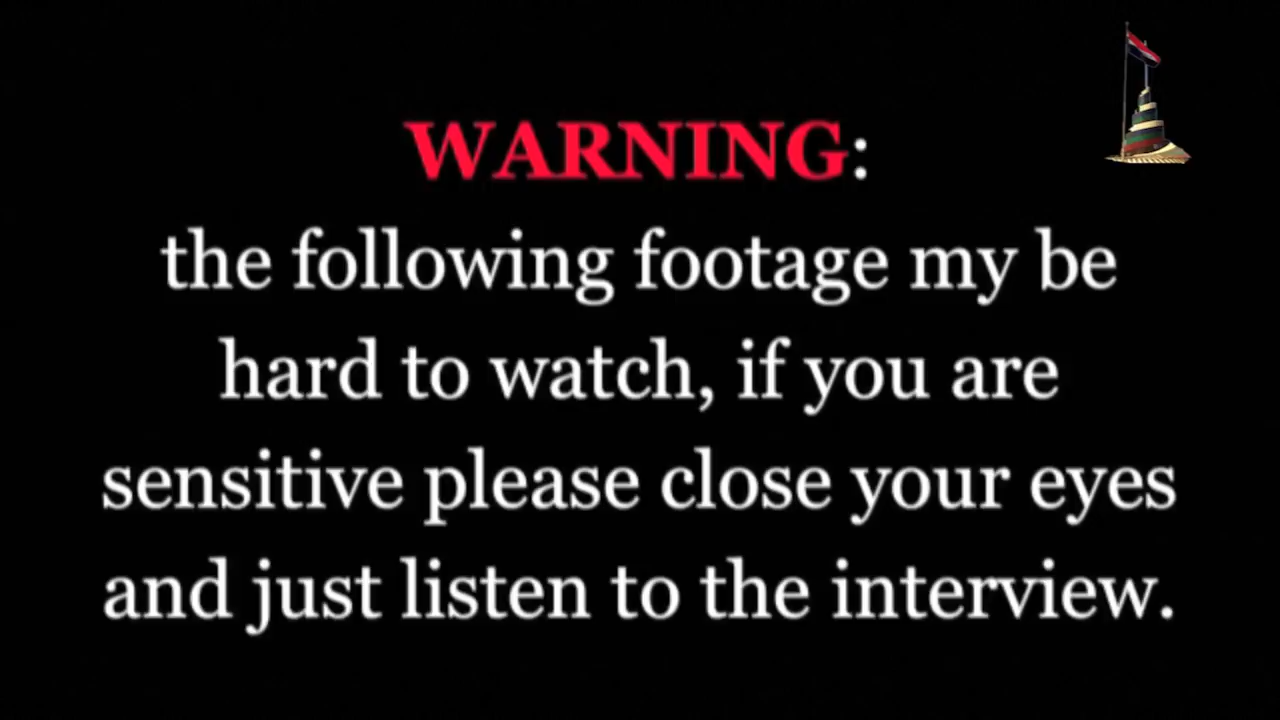 WARNING:
the following footage my be
hard to watch, if you are
sensitive please close your eyes
and just listen to the interview.